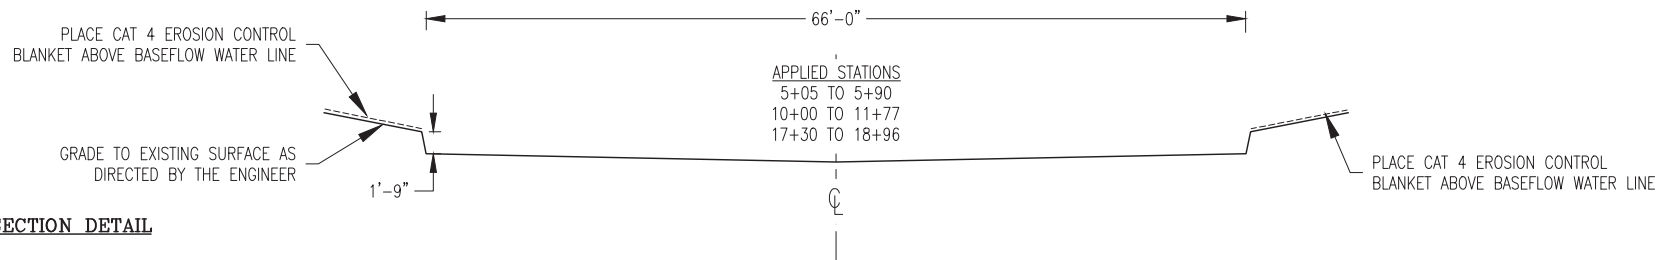 66'-0"
PLACE CAT 4 EROSION CONTROL
BLANKET ABOVE BASEFLOW WATER LINE
APPLIED STATIONS
5+05 TO 5+90
10+00 TO 11+77
17+30 TO 18+96
GRADE TO EXISTING SURFACE AS
DIRECTED BY THE ENGINEER
1'-9"
PLACE CAT 4 EROSION CONTROL
BLANKET ABOVE BASEFLOW WATER LINE
℄
SECTION DETAIL